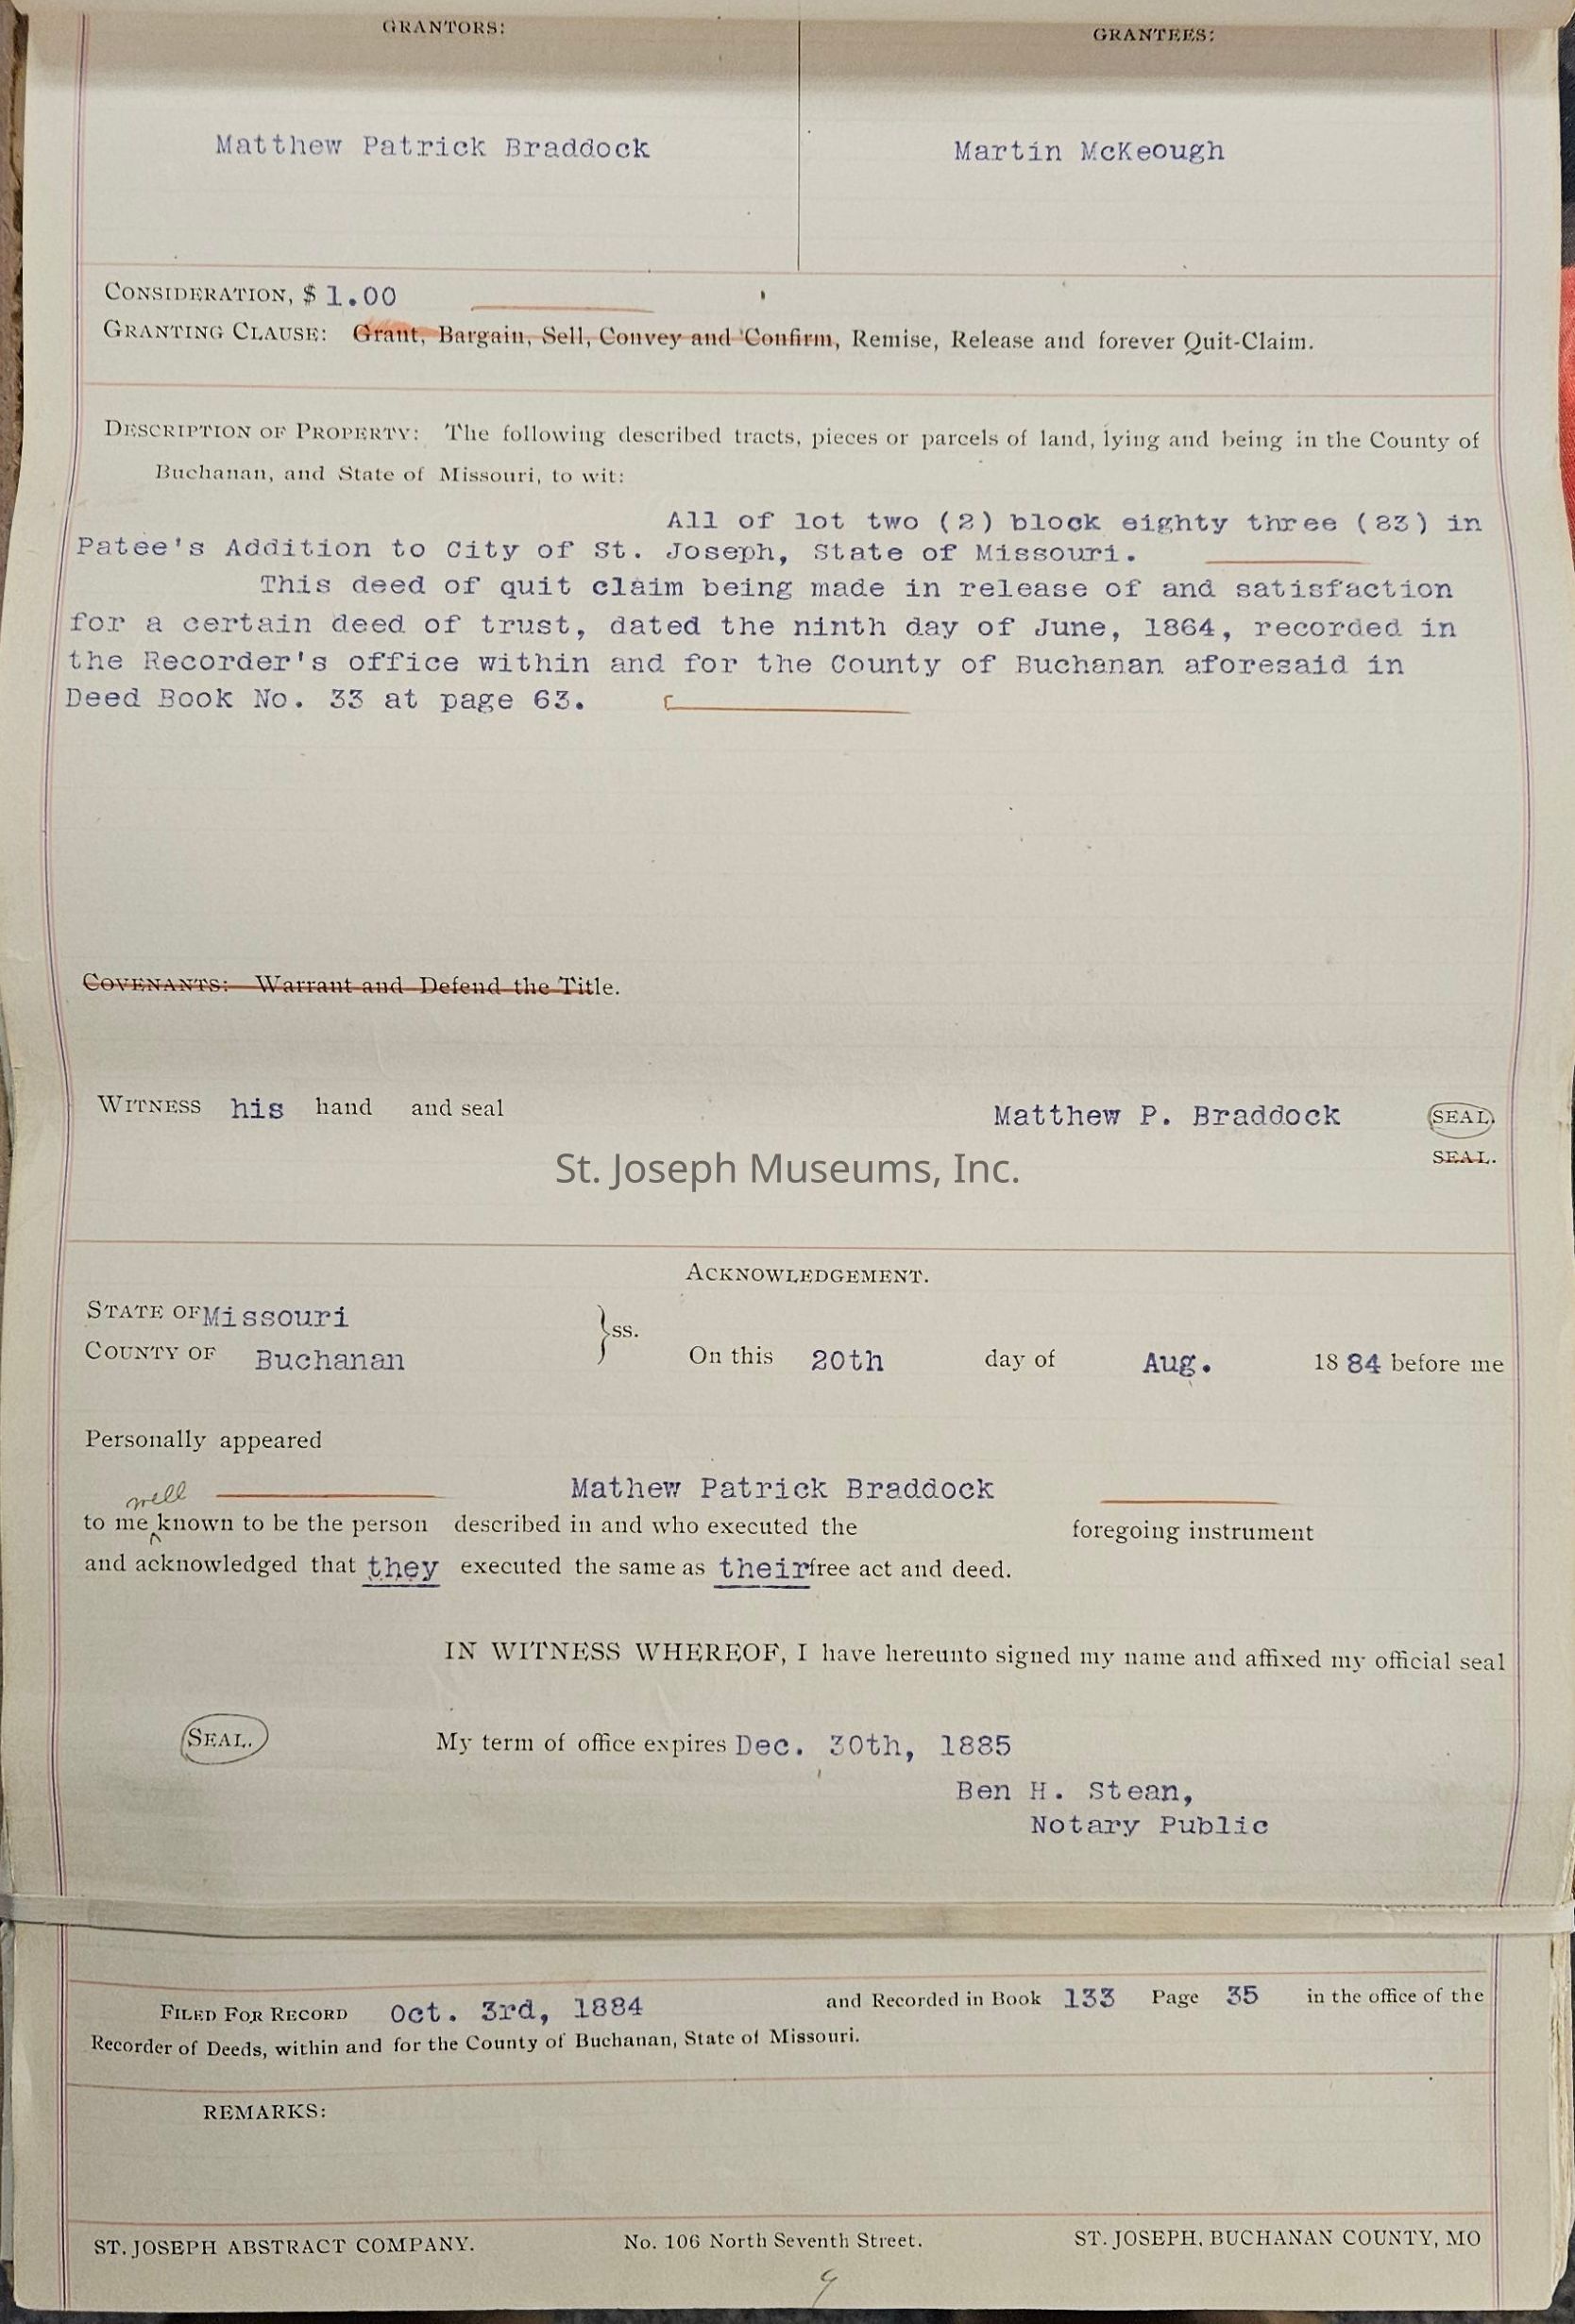 GRANTORS: GRANTEES:
Matthew Patrick Braddock Martin McKeough
CONSIDERATION, $ 1.00
GRANTING CLAUSE: Grant, Bargain, Sell, Convey and Confirm, Remise, Release and forever Quit-Claim.
DESCRIPTION OF PROPERTY: The following described tracts, pieces or parcels of land, lying and being in the County of
Buchanan, and State of Missouri, to wit:
All of lot two (2) block eighty three (83) in
Patee's Addition to City of St. Joseph, State of Missouri.
This deed of quit claim being made in release of and satisfaction
for a certain deed of trust, dated the ninth day of June, 1864, recorded in
the Recorder's office within and for the County of Buchanan aforesaid in
Deed Book No. 33 at page 63.
COVENANTS: Warrant and Defend the Title.
WITNESS his hand and seal Matthew P. Braddock SEAL.
SEAL.
St. Joseph Museums, Inc.
ACKNOWLEDGEMENT.
STATE OF Missouri
COUNTY OF Buchanan } ss. On this 20th day of Aug. 1884 before me
Personally appeared
well Mathew Patrick Braddock
to me ^ known to be the person described in and who executed the foregoing instrument
and acknowledged that they executed the same as their free act and deed.
IN WITNESS WHEREOF, I have hereunto signed my name and affixed my official seal
SEAL. My term of office expires Dec. 30th, 1885
Ben H. Stean,
Notary Public
FILED FOR RECORD Oct. 3rd, 1884 and Recorded in Book 133 Page 35 in the office of the
Recorder of Deeds, within and for the County of Buchanan, State of Missouri.
REMARKS:
ST. JOSEPH ABSTRACT COMPANY. No. 106 North Seventh Street. ST. JOSEPH, BUCHANAN COUNTY, MO
9